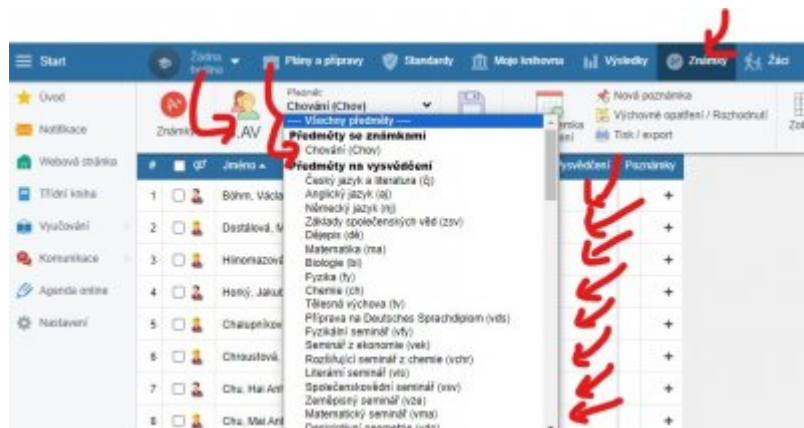 Start
Žádná hodina
Plány a přípravy
Standardy
Moje knihovna
Výsledky
Známky
Žáci
Úvod
Notifikace
Webová stránka
Třídní kniha
Vyučování
Komunikace
Agenda online
Nastavení
Známky
.AV
Předmět:
Chování (Chov)
---- Všechny předměty ----
Předměty se známkami
Chování (Chov)
Předměty na vysvědčení
Český jazyk a literatura (čj)
Anglický jazyk (aj)
Německý jazyk (nj)
Základy společenských věd (zsv)
Dějepis (dě)
Matematika (ma)
Biologie (bi)
Fyzika (fy)
Chemie (ch)
Tělesná výchova (tv)
Příprava na Deutsches Sprachdiplom (vds)
Fyzikální seminář (vfy)
Seminář z ekonomie (vek)
Rozšiřující seminář z chemie (vchr)
Literární seminář (vls)
Společenskovědní seminář (vsv)
Zeměpisný seminář (vze)
Matematický seminář (vma)
Deskriptivní geometrie (vdg)
Nová poznámka
Výchovné opatření / Rozhodnutí
Tisk / export
# Jméno
Vysvědčení Poznámky
1 Böhm, Václa +
2 Dostálová, M +
3 +
4 Horký, Jakub +
5 Chalupníkov +
6 Chroustová, +
7 Chu, Hai Anh +
8 Chu, Mai Anh +